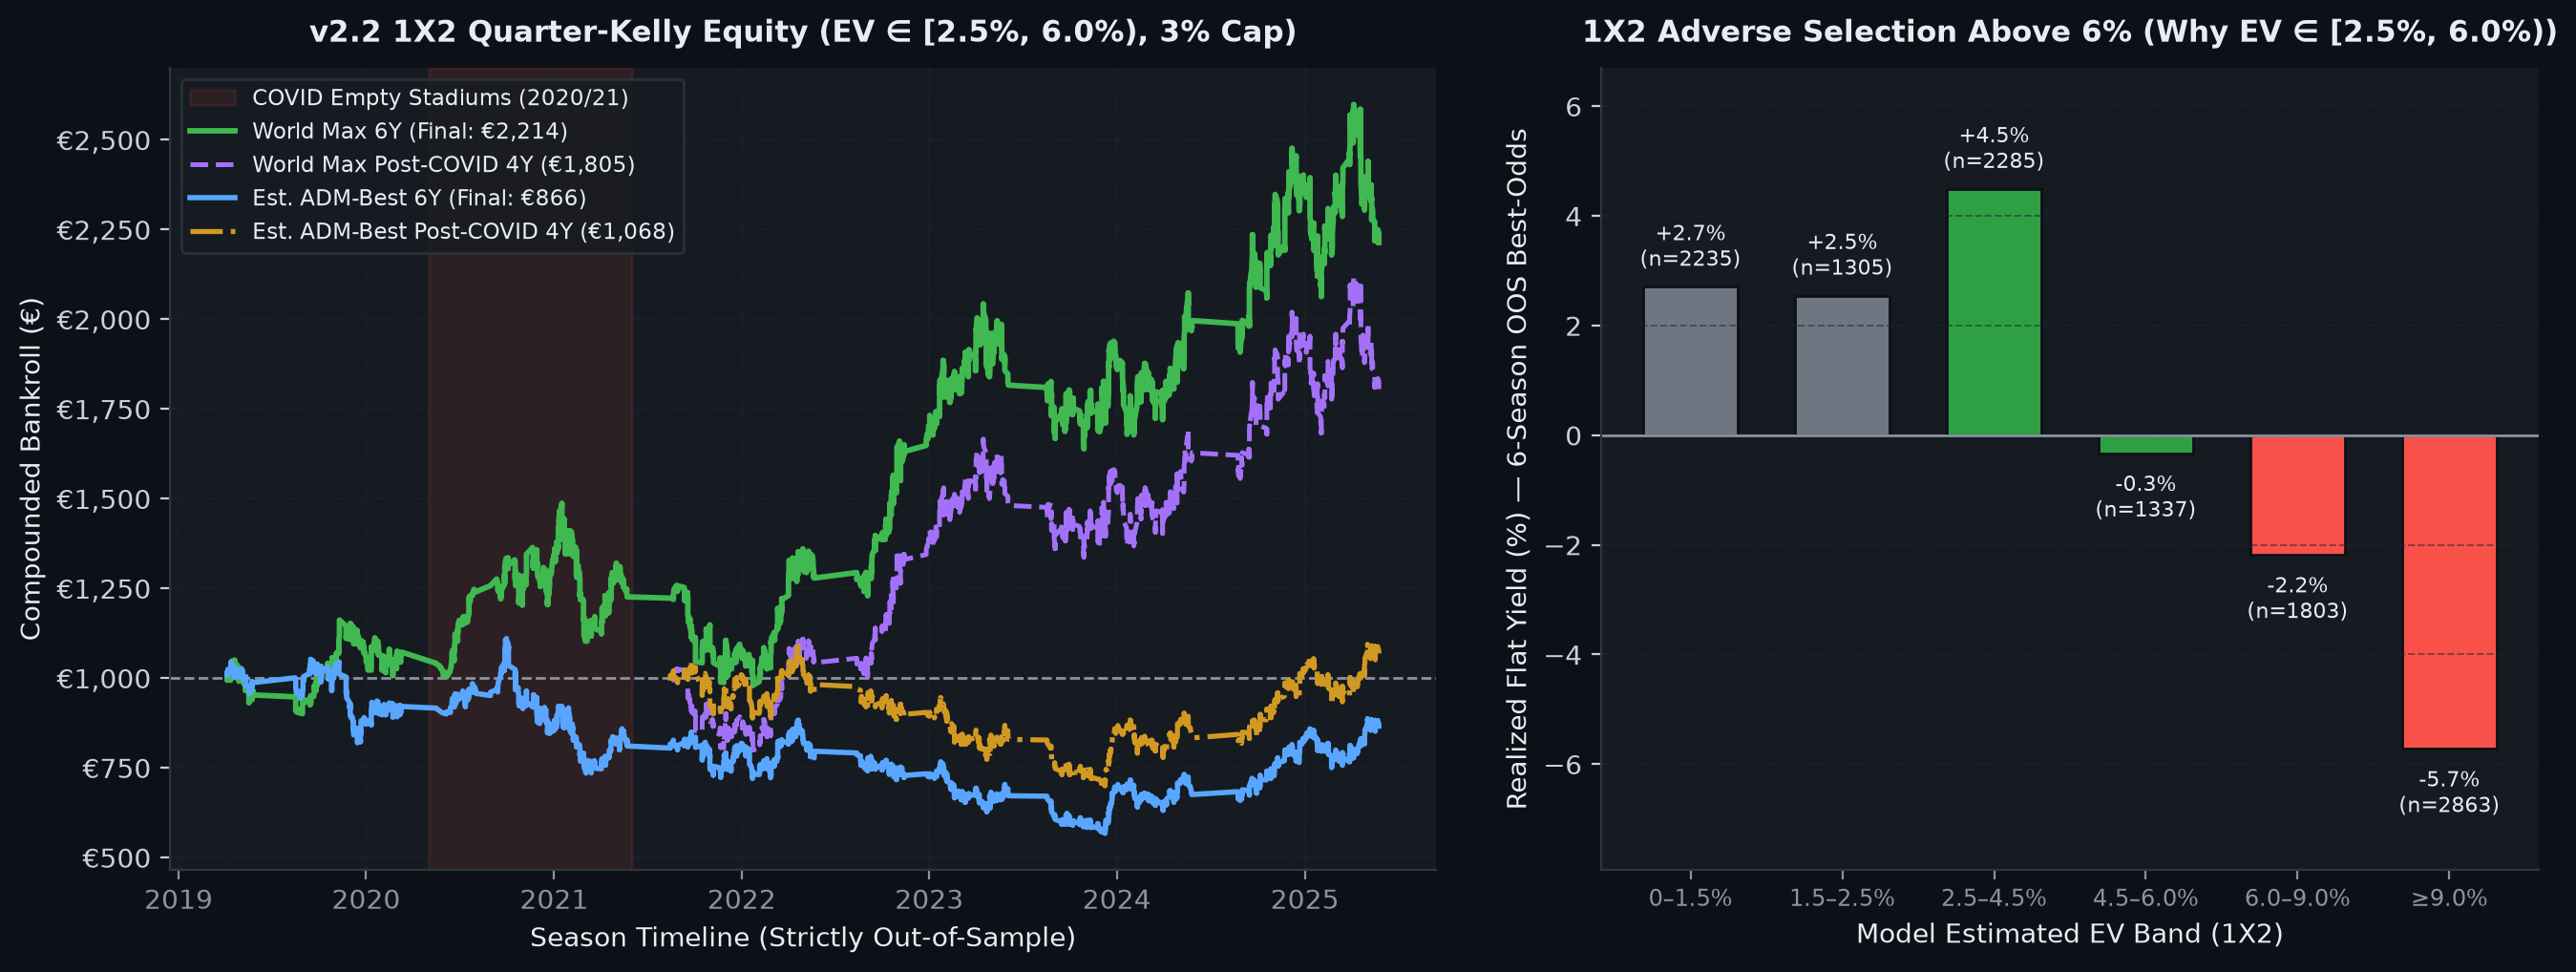 v2.2 1X2 Quarter-Kelly Equity (EV ∈ [2.5%, 6.0%), 3% Cap)
COVID Empty Stadiums (2020/21)
World Max 6Y (Final: €2,214)
World Max Post-COVID 4Y (€1,805)
Est. ADM-Best 6Y (Final: €866)
Est. ADM-Best Post-COVID 4Y (€1,068)
Compounded Bankroll (€)
€2,500
€2,250
€2,000
€1,750
€1,500
€1,250
€1,000
€750
€500
2019 2020 2021 2022 2023 2024 2025
Season Timeline (Strictly Out-of-Sample)
1X2 Adverse Selection Above 6% (Why EV ∈ [2.5%, 6.0%))
Realized Flat Yield (%) — 6-Season OOS Best-Odds
6
4
2
0
−2
−4
−6
+2.7%
(n=2235)
+2.5%
(n=1305)
+4.5%
(n=2285)
-0.3%
(n=1337)
-2.2%
(n=1803)
-5.7%
(n=2863)
0–1.5% 1.5–2.5% 2.5–4.5% 4.5–6.0% 6.0–9.0% ≥9.0%
Model Estimated EV Band (1X2)